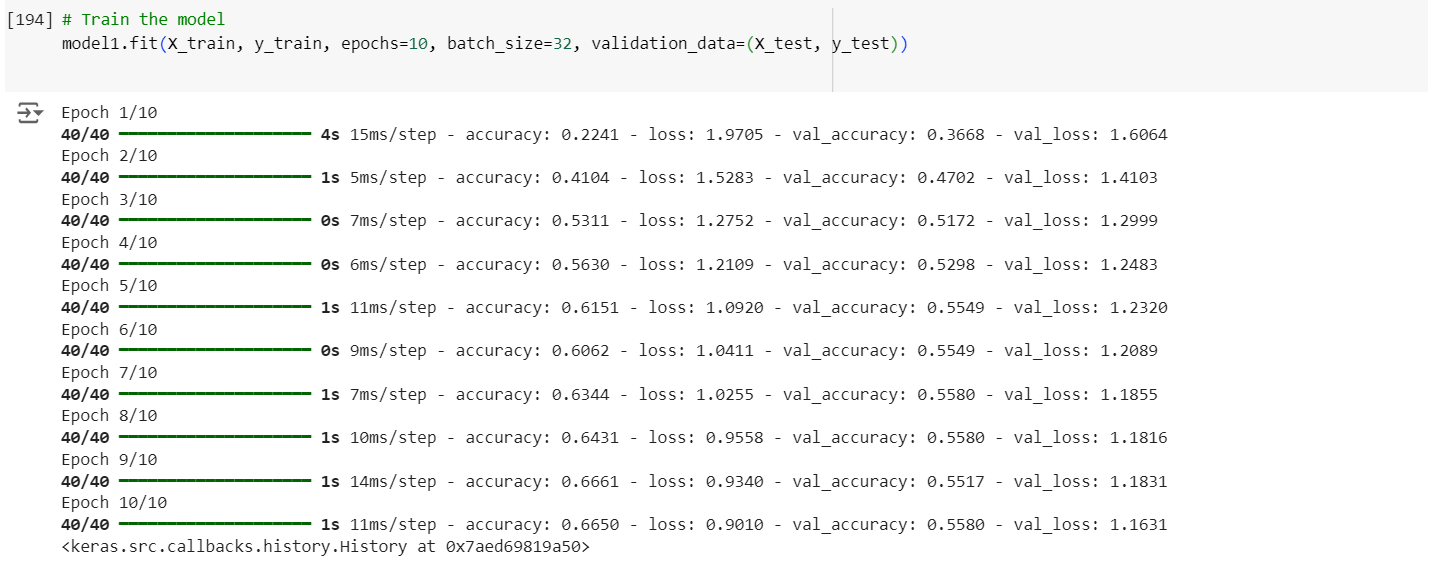 [194] # Train the model
model1.fit(X_train, y_train, epochs=10, batch_size=32, validation_data=(X_test, y_test))
Epoch 1/10
40/40 ━━━━━━━━━━━━━━━━━━━━ 4s 15ms/step - accuracy: 0.2241 - loss: 1.9705 - val_accuracy: 0.3668 - val_loss: 1.6064
Epoch 2/10
40/40 ━━━━━━━━━━━━━━━━━━━━ 1s 5ms/step - accuracy: 0.4104 - loss: 1.5283 - val_accuracy: 0.4702 - val_loss: 1.4103
Epoch 3/10
40/40 ━━━━━━━━━━━━━━━━━━━━ 0s 7ms/step - accuracy: 0.5311 - loss: 1.2752 - val_accuracy: 0.5172 - val_loss: 1.2999
Epoch 4/10
40/40 ━━━━━━━━━━━━━━━━━━━━ 0s 6ms/step - accuracy: 0.5630 - loss: 1.2109 - val_accuracy: 0.5298 - val_loss: 1.2483
Epoch 5/10
40/40 ━━━━━━━━━━━━━━━━━━━━ 1s 11ms/step - accuracy: 0.6151 - loss: 1.0920 - val_accuracy: 0.5549 - val_loss: 1.2320
Epoch 6/10
40/40 ━━━━━━━━━━━━━━━━━━━━ 0s 9ms/step - accuracy: 0.6062 - loss: 1.0411 - val_accuracy: 0.5549 - val_loss: 1.2089
Epoch 7/10
40/40 ━━━━━━━━━━━━━━━━━━━━ 1s 7ms/step - accuracy: 0.6344 - loss: 1.0255 - val_accuracy: 0.5580 - val_loss: 1.1855
Epoch 8/10
40/40 ━━━━━━━━━━━━━━━━━━━━ 1s 10ms/step - accuracy: 0.6431 - loss: 0.9558 - val_accuracy: 0.5580 - val_loss: 1.1816
Epoch 9/10
40/40 ━━━━━━━━━━━━━━━━━━━━ 1s 14ms/step - accuracy: 0.6661 - loss: 0.9340 - val_accuracy: 0.5517 - val_loss: 1.1831
Epoch 10/10
40/40 ━━━━━━━━━━━━━━━━━━━━ 1s 11ms/step - accuracy: 0.6650 - loss: 0.9010 - val_accuracy: 0.5580 - val_loss: 1.1631
<keras.src.callbacks.history.History at 0x7aed69819a50>